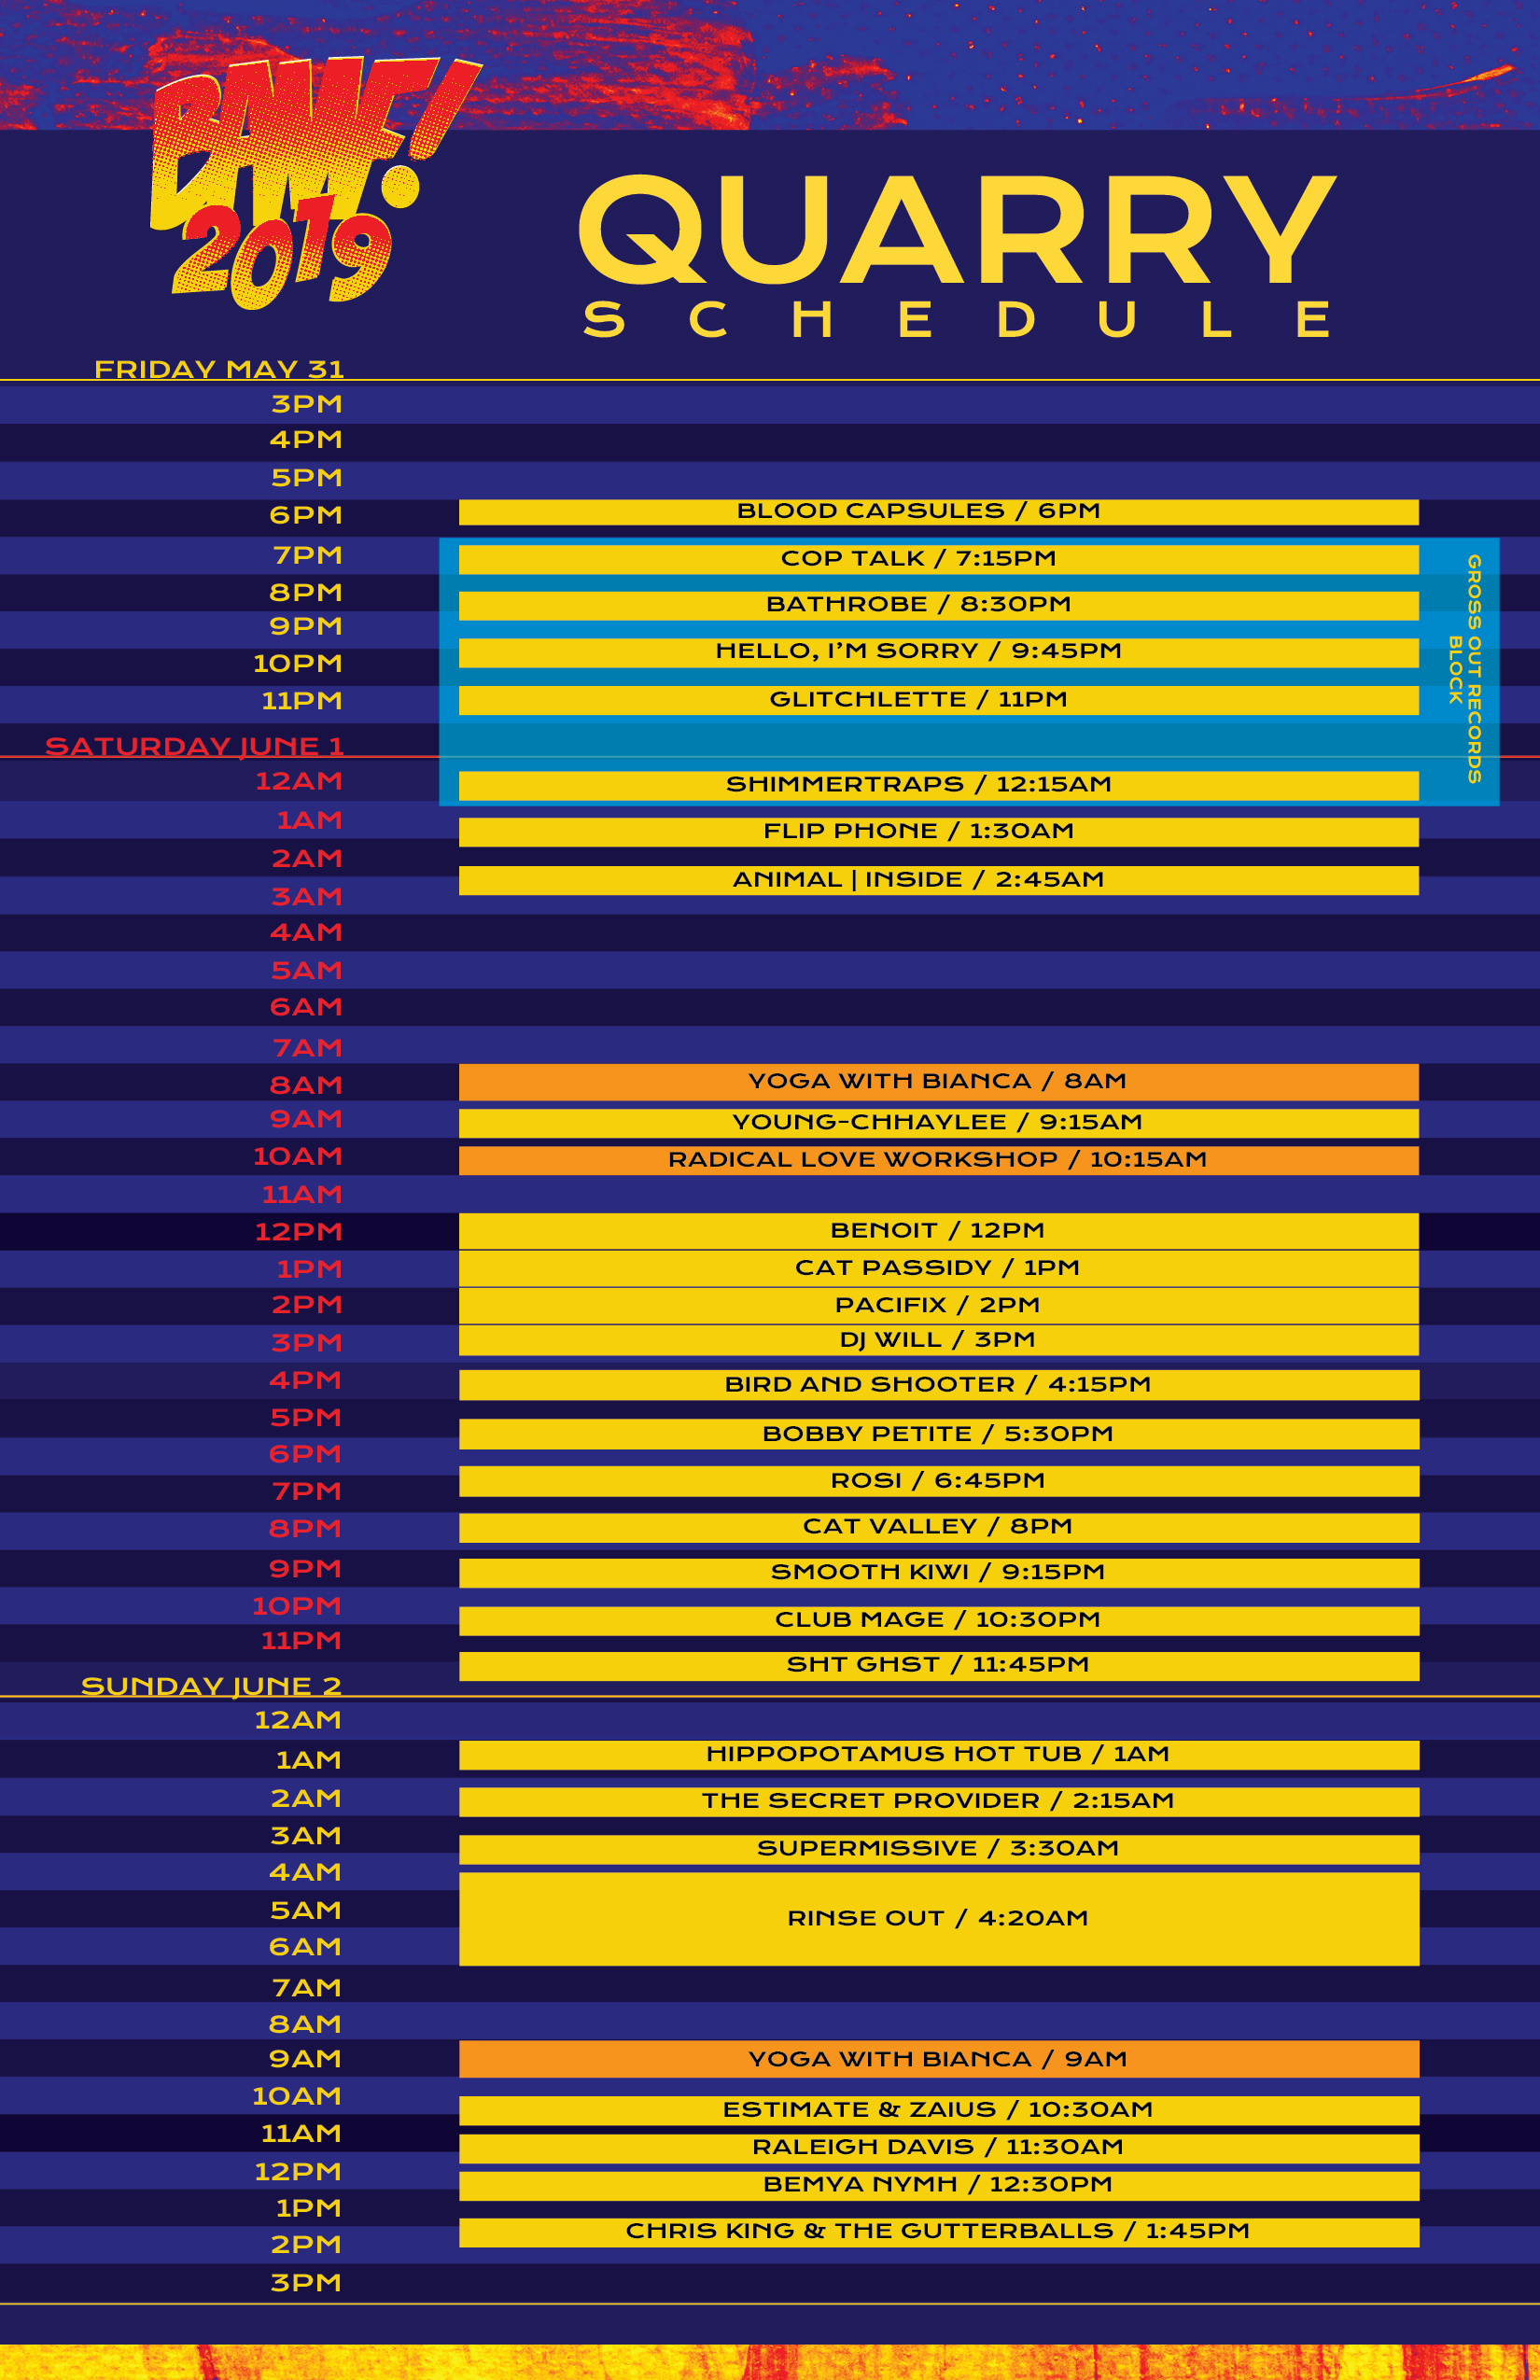 BAMF!
2019
QUARRY
SCHEDULE
FRIDAY MAY 31
3PM
4PM
5PM
6PM
BLOOD CAPSULES / 6PM
7PM
COP TALK / 7:15PM
8PM
BATHROBE / 8:30PM
9PM
HELLO, I'M SORRY / 9:45PM
10PM
11PM
GLITCHLETTE / 11PM
GROSS OUT RECORDS
BLOCK
SATURDAY JUNE 1
12AM
SHIMMERTRAPS / 12:15AM
1AM
FLIP PHONE / 1:30AM
2AM
ANIMAL | INSIDE / 2:45AM
3AM
4AM
5AM
6AM
7AM
8AM
YOGA WITH BIANCA / 8AM
9AM
YOUNG-CHHAYLEE / 9:15AM
10AM
RADICAL LOVE WORKSHOP / 10:15AM
11AM
12PM
BENOIT / 12PM
1PM
CAT PASSIDY / 1PM
2PM
PACIFIX / 2PM
3PM
DJ WILL / 3PM
4PM
BIRD AND SHOOTER / 4:15PM
5PM
BOBBY PETITE / 5:30PM
6PM
ROSI / 6:45PM
7PM
8PM
CAT VALLEY / 8PM
9PM
SMOOTH KIWI / 9:15PM
10PM
CLUB MAGE / 10:30PM
11PM
SHT GHST / 11:45PM
SUNDAY JUNE 2
12AM
1AM
HIPPOPOTAMUS HOT TUB / 1AM
2AM
THE SECRET PROVIDER / 2:15AM
3AM
SUPERMISSIVE / 3:30AM
4AM
5AM
RINSE OUT / 4:20AM
6AM
7AM
8AM
9AM
YOGA WITH BIANCA / 9AM
10AM
ESTIMATE & ZAIUS / 10:30AM
11AM
RALEIGH DAVIS / 11:30AM
12PM
BEMYA NYMH / 12:30PM
1PM
CHRIS KING & THE GUTTERBALLS / 1:45PM
2PM
3PM